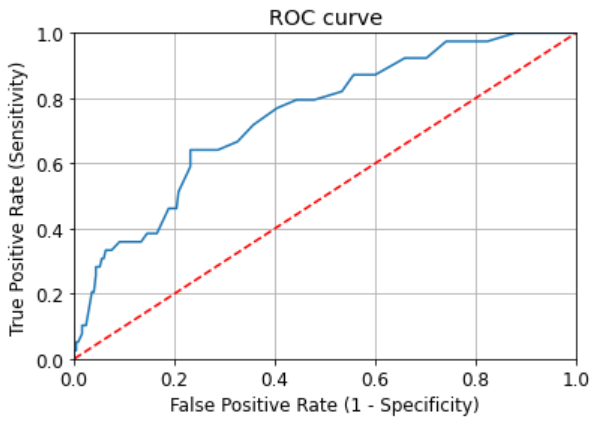 ROC curve
1.0
0.8
0.6
0.4
0.2
0.0
True Positive Rate (Sensitivity)
0.0 0.2 0.4 0.6 0.8 1.0
False Positive Rate (1 - Specificity)